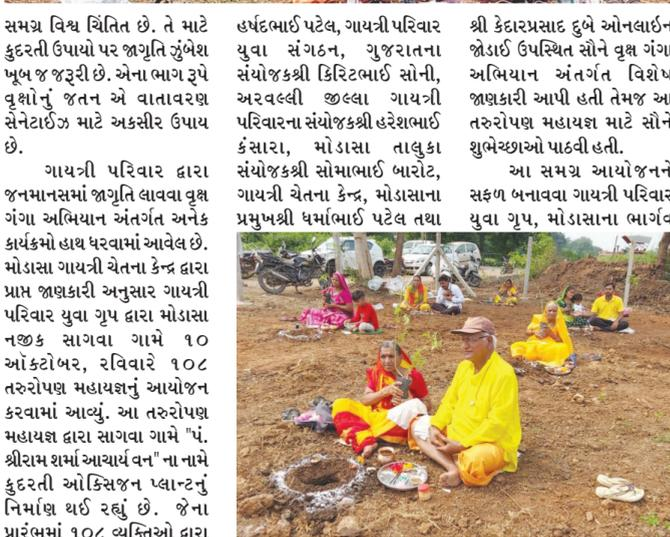 સમગ્ર વિશ્વ ચિંતિત છે. તે માટે
કુદરતી ઉપાયો પર જાગૃતિ ઝુંબેશ
ખૂબ જ જરૂરી છે. એના ભાગ રૂપે
વૃક્ષોનું જતન એ વાતાવરણ
સેનેટાઈઝ માટે અકસીર ઉપાય
છે.
ગાયત્રી પરિવાર દ્વારા
જનમાનસમાં જાગૃતિ લાવવા વૃક્ષ
ગંગા અભિયાન અંતર્ગત અનેક
કાર્યક્રમો હાથ ધરવામાં આવેલ છે.
મોડાસા ગાયત્રી ચેતના કેન્દ્ર દ્વારા
પ્રાપ્ત જાણકારી અનુસાર ગાયત્રી
પરિવાર યુવા ગૃપ દ્વારા મોડાસા
નજીક સાગવા ગામે ૧૦
ઑક્ટોબર, રવિવારે ૧૦૮
તરુરોપણ મહાયજ્ઞનું આયોજન
કરવામાં આવ્યું. આ તરુરોપણ
મહાયજ્ઞ દ્વારા સાગવા ગામે "પં.
શ્રીરામ શર્મા આચાર્ય વન" ના નામે
કુદરતી ઓક્સિજન પ્લાન્ટનું
નિર્માણ થઈ રહ્યું છે. જેના
પ્રારંભમાં ૧૦૮ વ્યક્તિઓ દ્વારા
હર્ષદભાઈ પટેલ, ગાયત્રી પરિવાર
યુવા સંગઠન, ગુજરાતના
સંયોજકશ્રી કિરિટભાઈ સોની,
અરવલ્લી જીલ્લા ગાયત્રી
પરિવારના સંયોજકશ્રી હરેશભાઈ
કંસારા, મોડાસા તાલુકા
સંયોજકશ્રી સોમાભાઈ બારોટ,
ગાયત્રી ચેતના કેન્દ્ર, મોડાસાના
પ્રમુખશ્રી ધર્માભાઈ પટેલ તથા
શ્રી કેદારપ્રસાદ દુબે ઓનલાઈન
જોડાઈ ઉપસ્થિત સૌને વૃક્ષ ગંગા
અભિયાન અંતર્ગત વિશેષ
જાણકારી આપી હતી તેમજ આ
તરુરોપણ મહાયજ્ઞ માટે સૌને
શુભેચ્છાઓ પાઠવી હતી.
આ સમગ્ર આયોજનને
સફળ બનાવવા ગાયત્રી પરિવાર
યુવા ગૃપ, મોડાસાના ભાર્ગવ